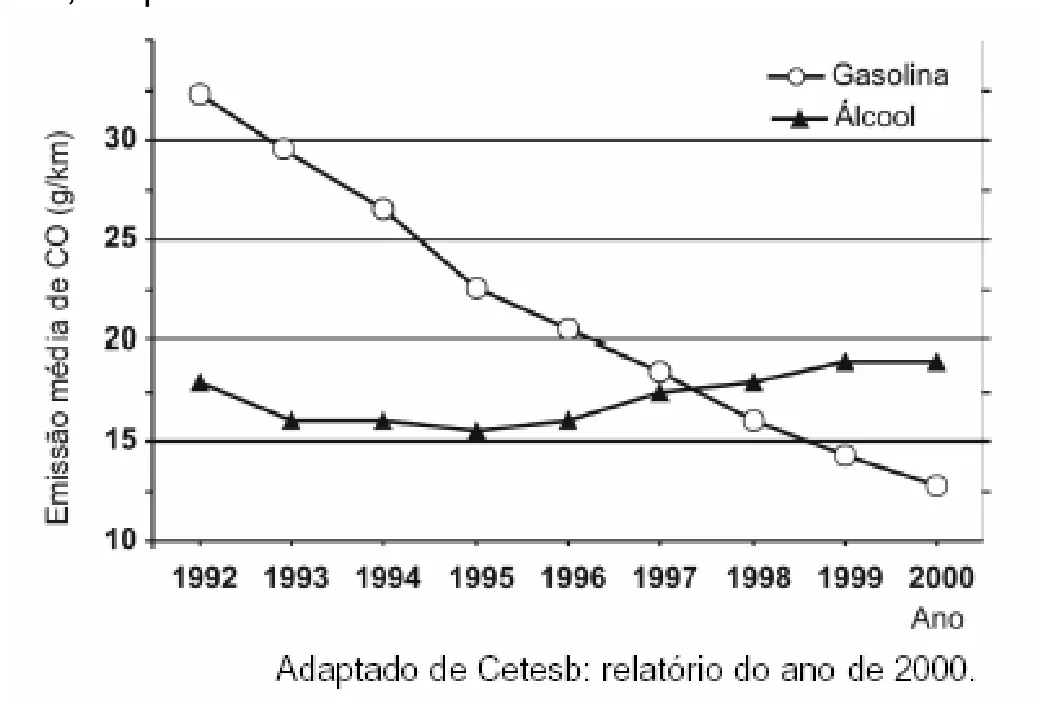 Gasolina
Álcool
Emissão média de CO (g/km)
30
25
20
15
10
1992 1993 1994 1995 1996 1997 1998 1999 2000
Ano
Adaptado de Cetesb: relatório do ano de 2000.